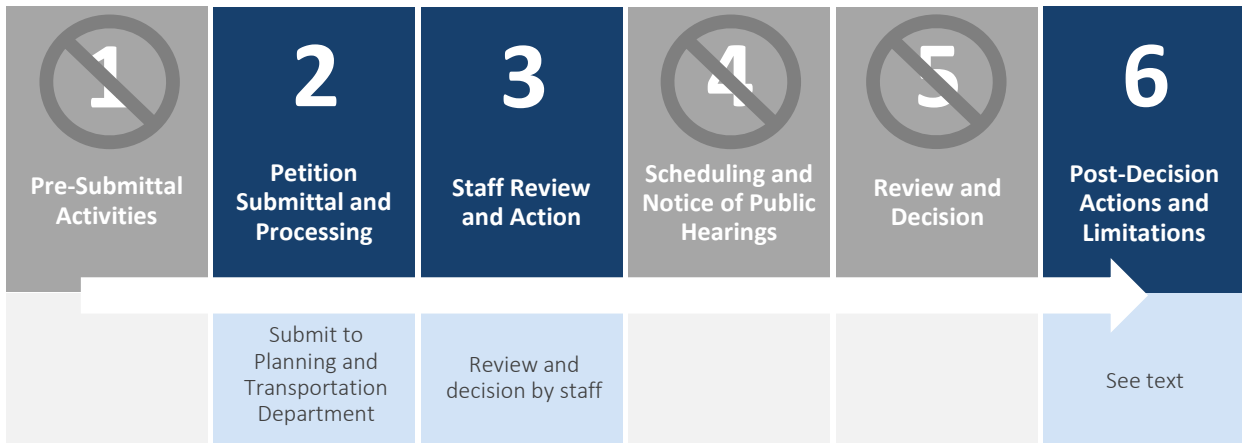 1
Pre-Submittal
Activities
2
Petition
Submittal and
Processing
3
Staff Review
and Action
4
Scheduling and
Notice of Public
Hearings
5
Review and
Decision
6
Post-Decision
Actions and
Limitations
Submit to
Planning and
Transportation
Department
Review and
decision by staff
See text